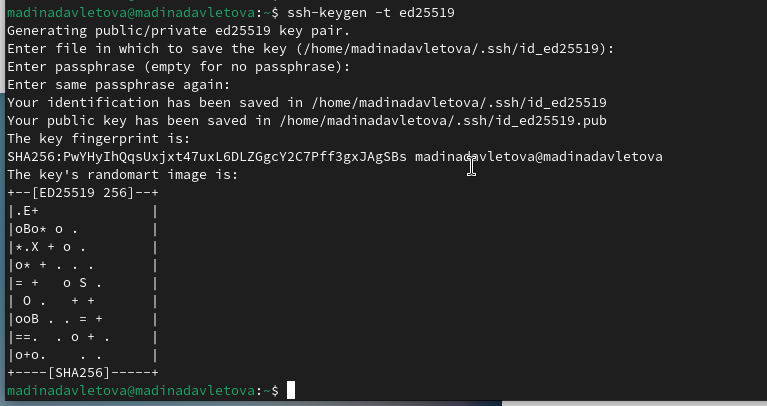 madinadavletova@madinadavletova:~$ ssh-keygen -t ed25519
Generating public/private ed25519 key pair.
Enter file in which to save the key (/home/madinadavletova/.ssh/id_ed25519):
Enter passphrase (empty for no passphrase):
Enter same passphrase again:
Your identification has been saved in /home/madinadavletova/.ssh/id_ed25519
Your public key has been saved in /home/madinadavletova/.ssh/id_ed25519.pub
The key fingerprint is:
SHA256:PwYHyIhQqsUxjxt47uxL6DLZGgcY2C7Pff3gxJAgSBs madinadavletova@madinadavletova
The key's randomart image is:
+--[ED25519 256]--+
|.E+              |
|oBo* o .         |
|*.X + o .        |
|o* + . . .       |
|= +   o S .      |
| O .   + +       |
|ooB . . = +      |
|==.  . o + .     |
|o+o.    . .      |
+----[SHA256]-----+
madinadavletova@madinadavletova:~$